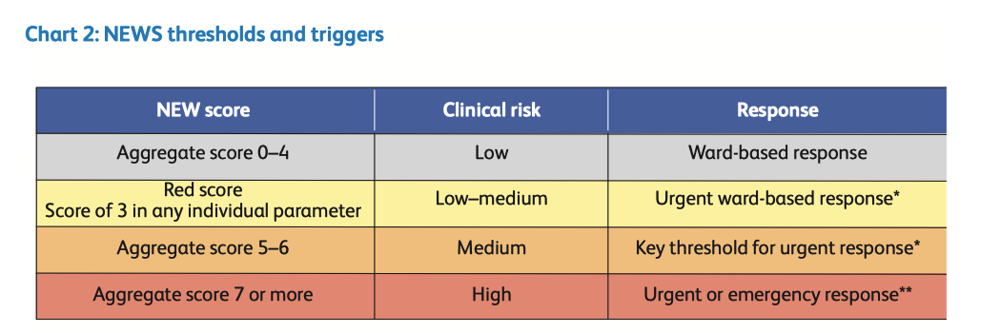 Chart 2: NEWS thresholds and triggers
NEW score Clinical risk Response
Aggregate score 0–4 Low Ward-based response
Red score
Score of 3 in any individual parameter Low–medium Urgent ward-based response*
Aggregate score 5–6 Medium Key threshold for urgent response*
Aggregate score 7 or more High Urgent or emergency response**